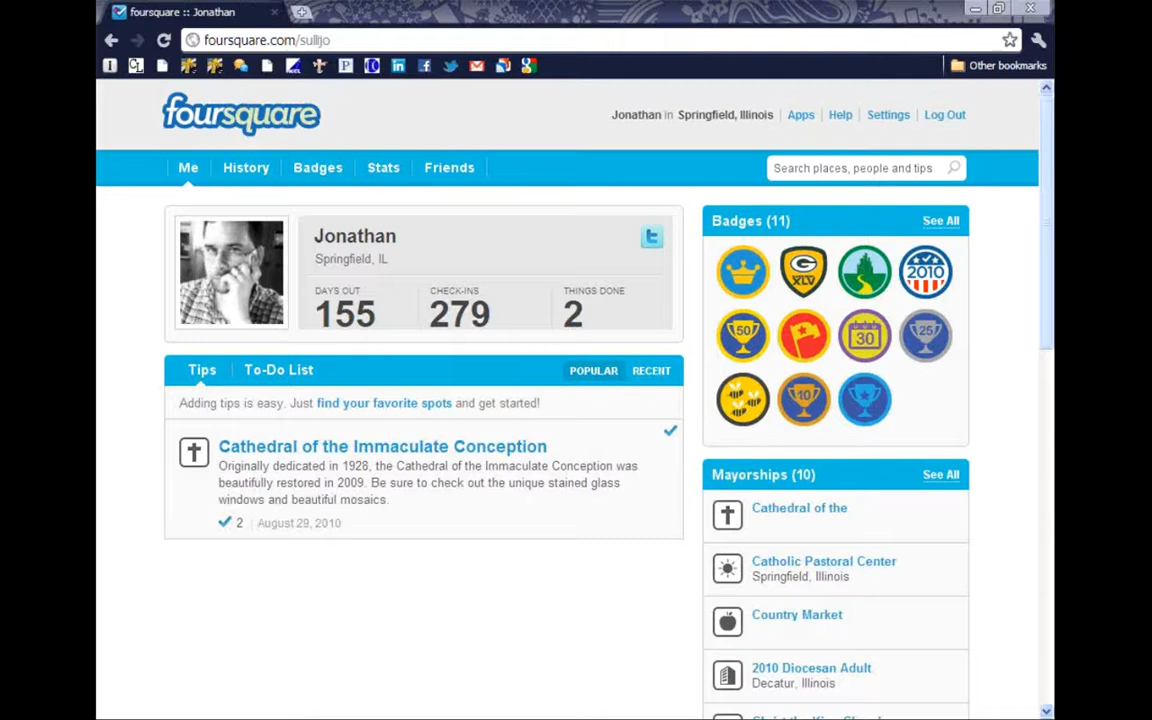 foursquare :: Jonathan
foursquare.com/sullijo
Other bookmarks
foursquare
Jonathan in Springfield, Illinois Apps Help Settings Log Out
Me History Badges Stats Friends
Search places, people and tips
Jonathan
Springfield, IL
DAYS OUT CHECK-INS THINGS DONE
155 279 2
Tips To-Do List POPULAR RECENT
Adding tips is easy. Just find your favorite spots and get started!
Cathedral of the Immaculate Conception
Originally dedicated in 1928, the Cathedral of the Immaculate Conception was
beautifully restored in 2009. Be sure to check out the unique stained glass
windows and beautiful mosaics.
2 August 29, 2010
Badges (11) See All
G XLV 2010
50 30 25
10
Mayorships (10) See All
Cathedral of the
Catholic Pastoral Center
Springfield, Illinois
Country Market
2010 Diocesan Adult
Decatur, Illinois